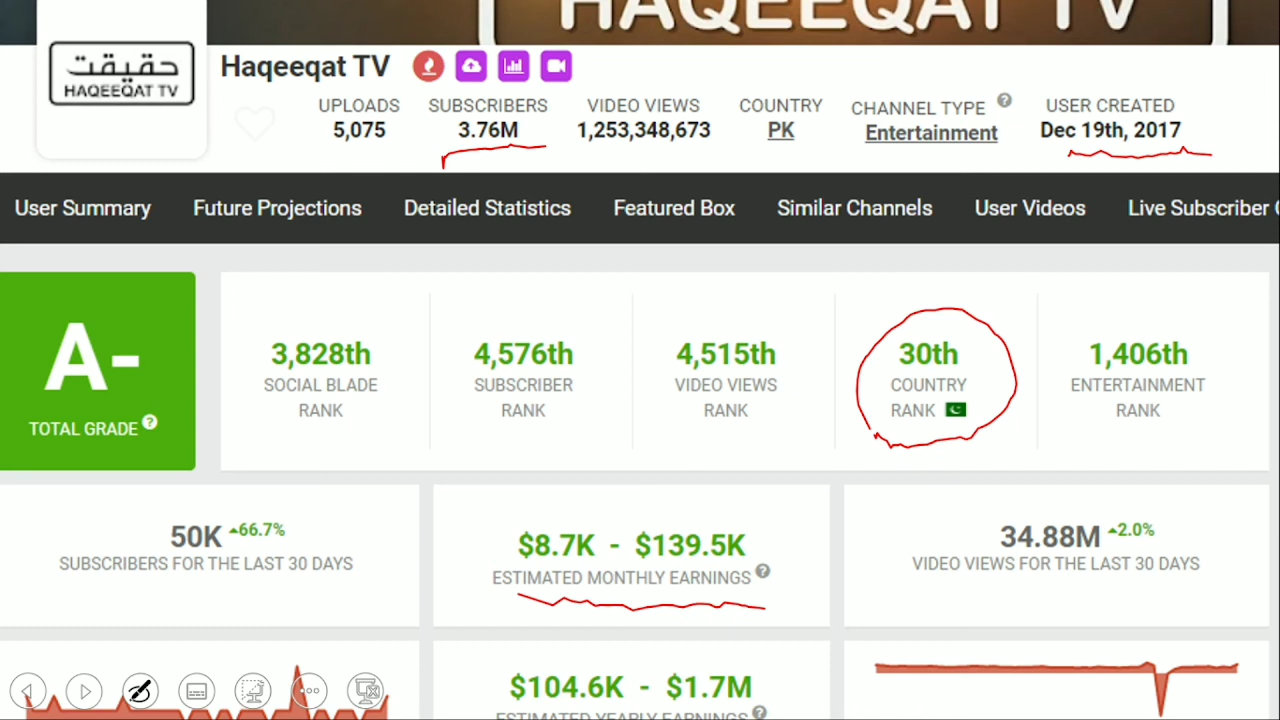 HAQEEQAT TV
حقيقت
HAQEEQAT TV
Haqeeqat TV
UPLOADS
5,075
SUBSCRIBERS
3.76M
VIDEO VIEWS
1,253,348,673
COUNTRY
PK
CHANNEL TYPE ?
Entertainment
USER CREATED
Dec 19th, 2017
User Summary
Future Projections
Detailed Statistics
Featured Box
Similar Channels
User Videos
Live Subscriber
A-
TOTAL GRADE ?
3,828th
SOCIAL BLADE
RANK
4,576th
SUBSCRIBER
RANK
4,515th
VIDEO VIEWS
RANK
30th
COUNTRY
RANK
1,406th
ENTERTAINMENT
RANK
50K 66.7%
SUBSCRIBERS FOR THE LAST 30 DAYS
$8.7K - $139.5K
ESTIMATED MONTHLY EARNINGS ?
34.88M 2.0%
VIDEO VIEWS FOR THE LAST 30 DAYS
$104.6K - $1.7M
ESTIMATED YEARLY EARNINGS ?